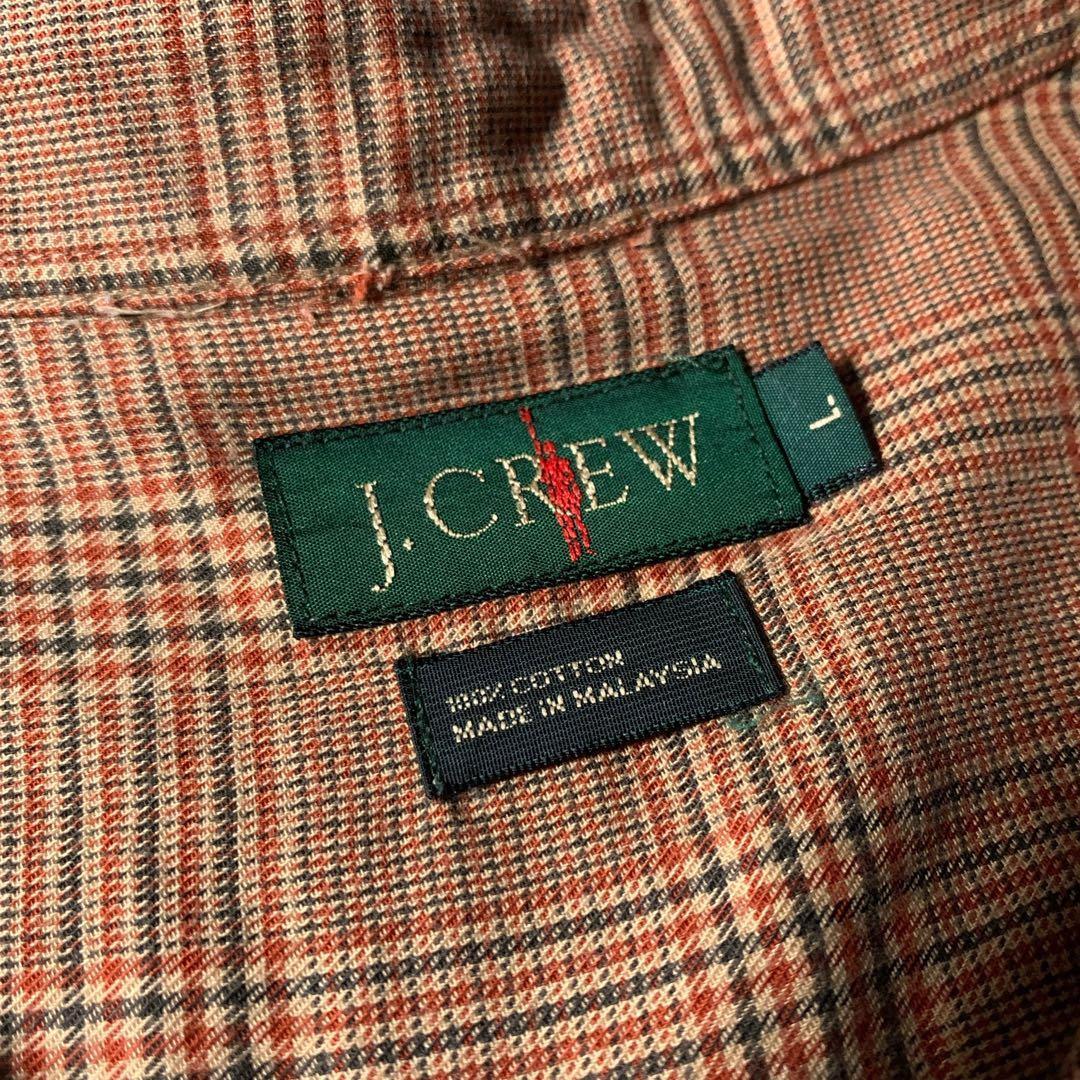 J.CREW
L
100% COTTON
MADE IN MALAYSIA